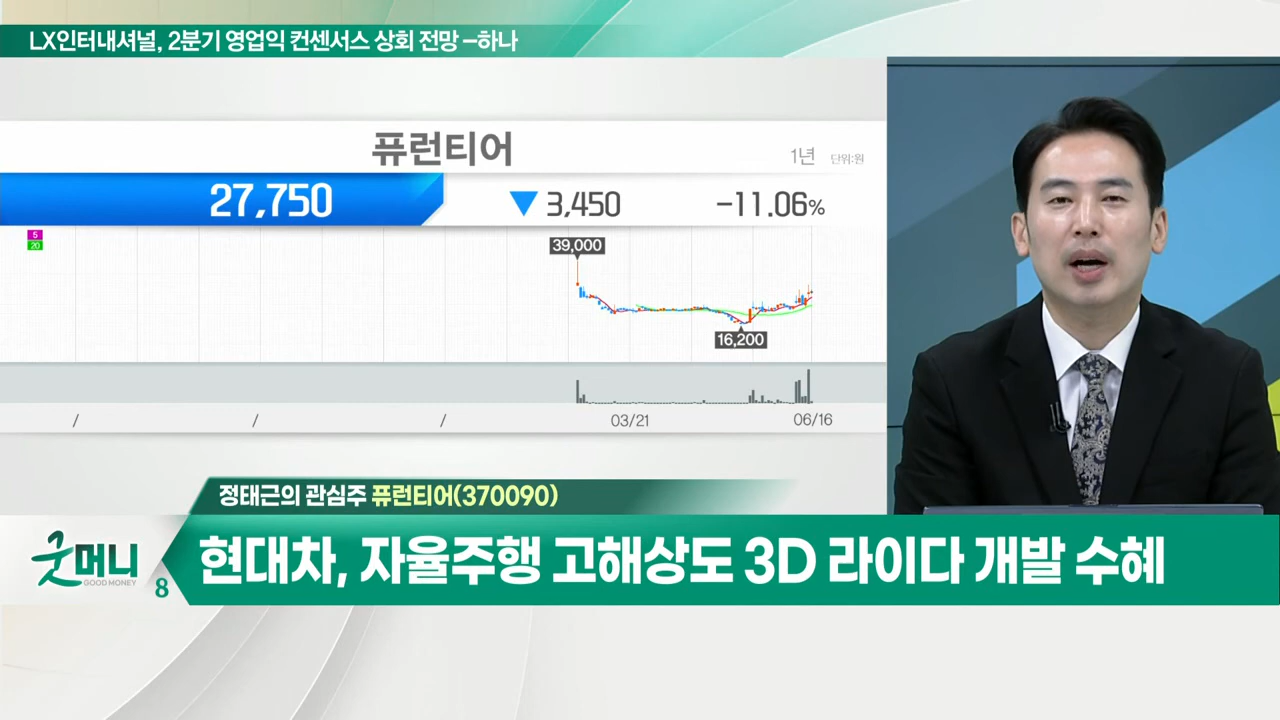 LX인터내셔널, 2분기 영업익 컨센서스 상회 전망 –하나
퓨런티어
1년 단위:원
27,750 ▼ 3,450 -11.06%
5
20
39,000
16,200
/ / / 03/21 06/16
정태근의 관심주 퓨런티어(370090)
굿머니
GOOD MONEY
8
현대차, 자율주행 고해상도 3D 라이다 개발 수혜